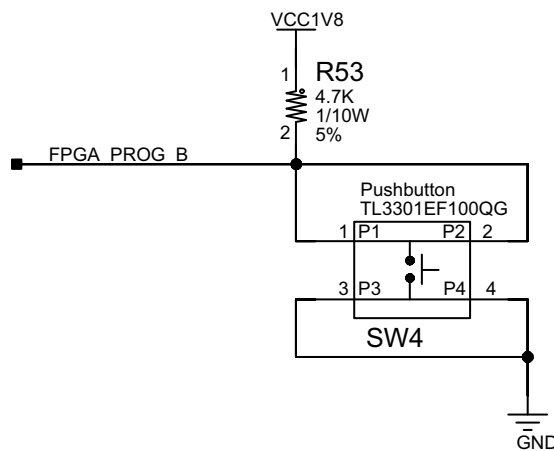 VCC1V8
1
R53
4.7K
1/10W
2
5%
FPGA_PROG_B
Pushbutton
TL3301EF100QG
1 P1 P2 2
3 P3 P4 4
SW4
GND